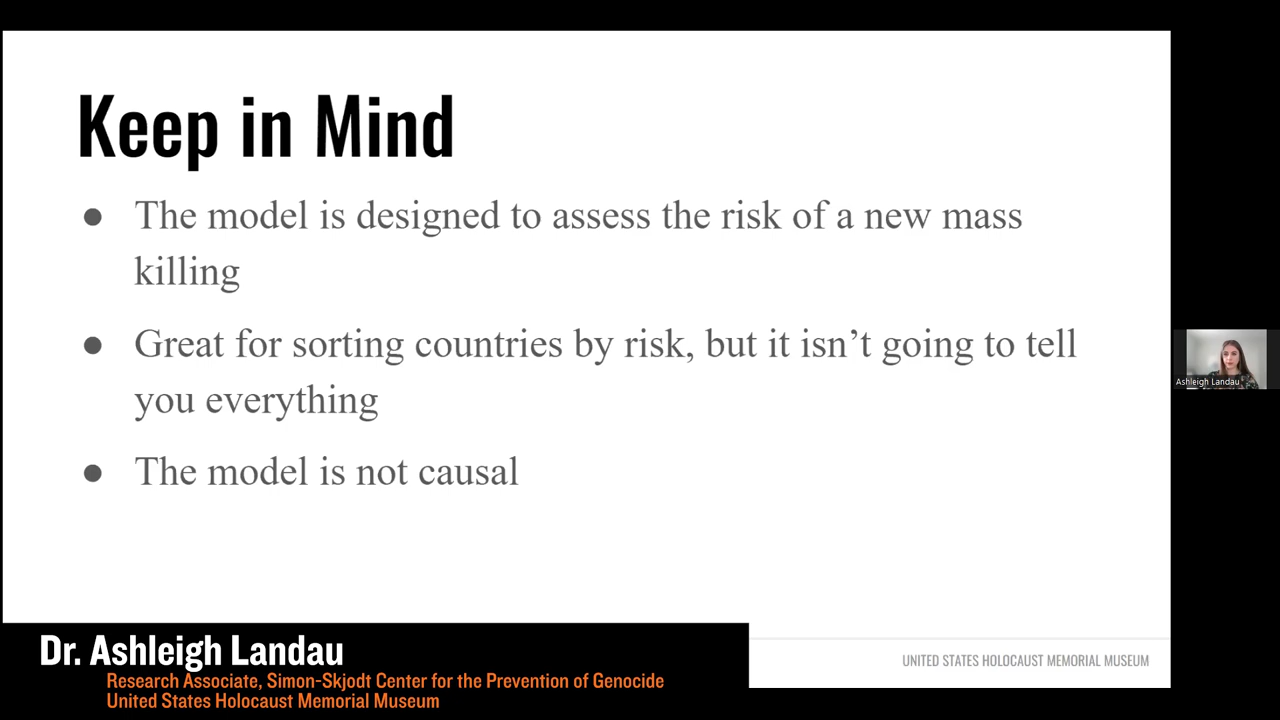 Keep in Mind
● The model is designed to assess the risk of a new mass
killing
● Great for sorting countries by risk, but it isn’t going to tell
you everything
● The model is not causal
Ashleigh Landau
Dr. Ashleigh Landau
Research Associate, Simon-Skjodt Center for the Prevention of Genocide
United States Holocaust Memorial Museum
UNITED STATES HOLOCAUST MEMORIAL MUSEUM